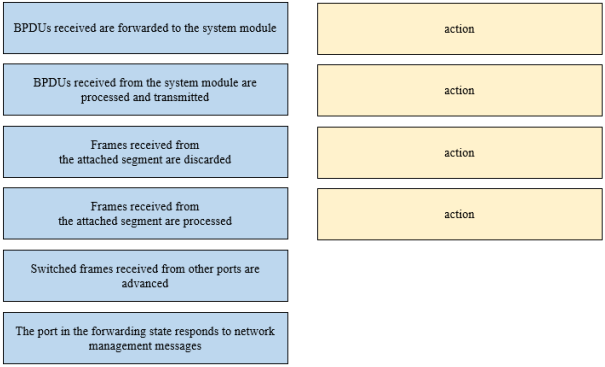 BPDUs received are forwarded to the system module
action
BPDUs received from the system module are
processed and transmitted
action
Frames received from
the attached segment are discarded
action
Frames received from
the attached segment are processed
action
Switched frames received from other ports are
advanced
The port in the forwarding state responds to network
management messages